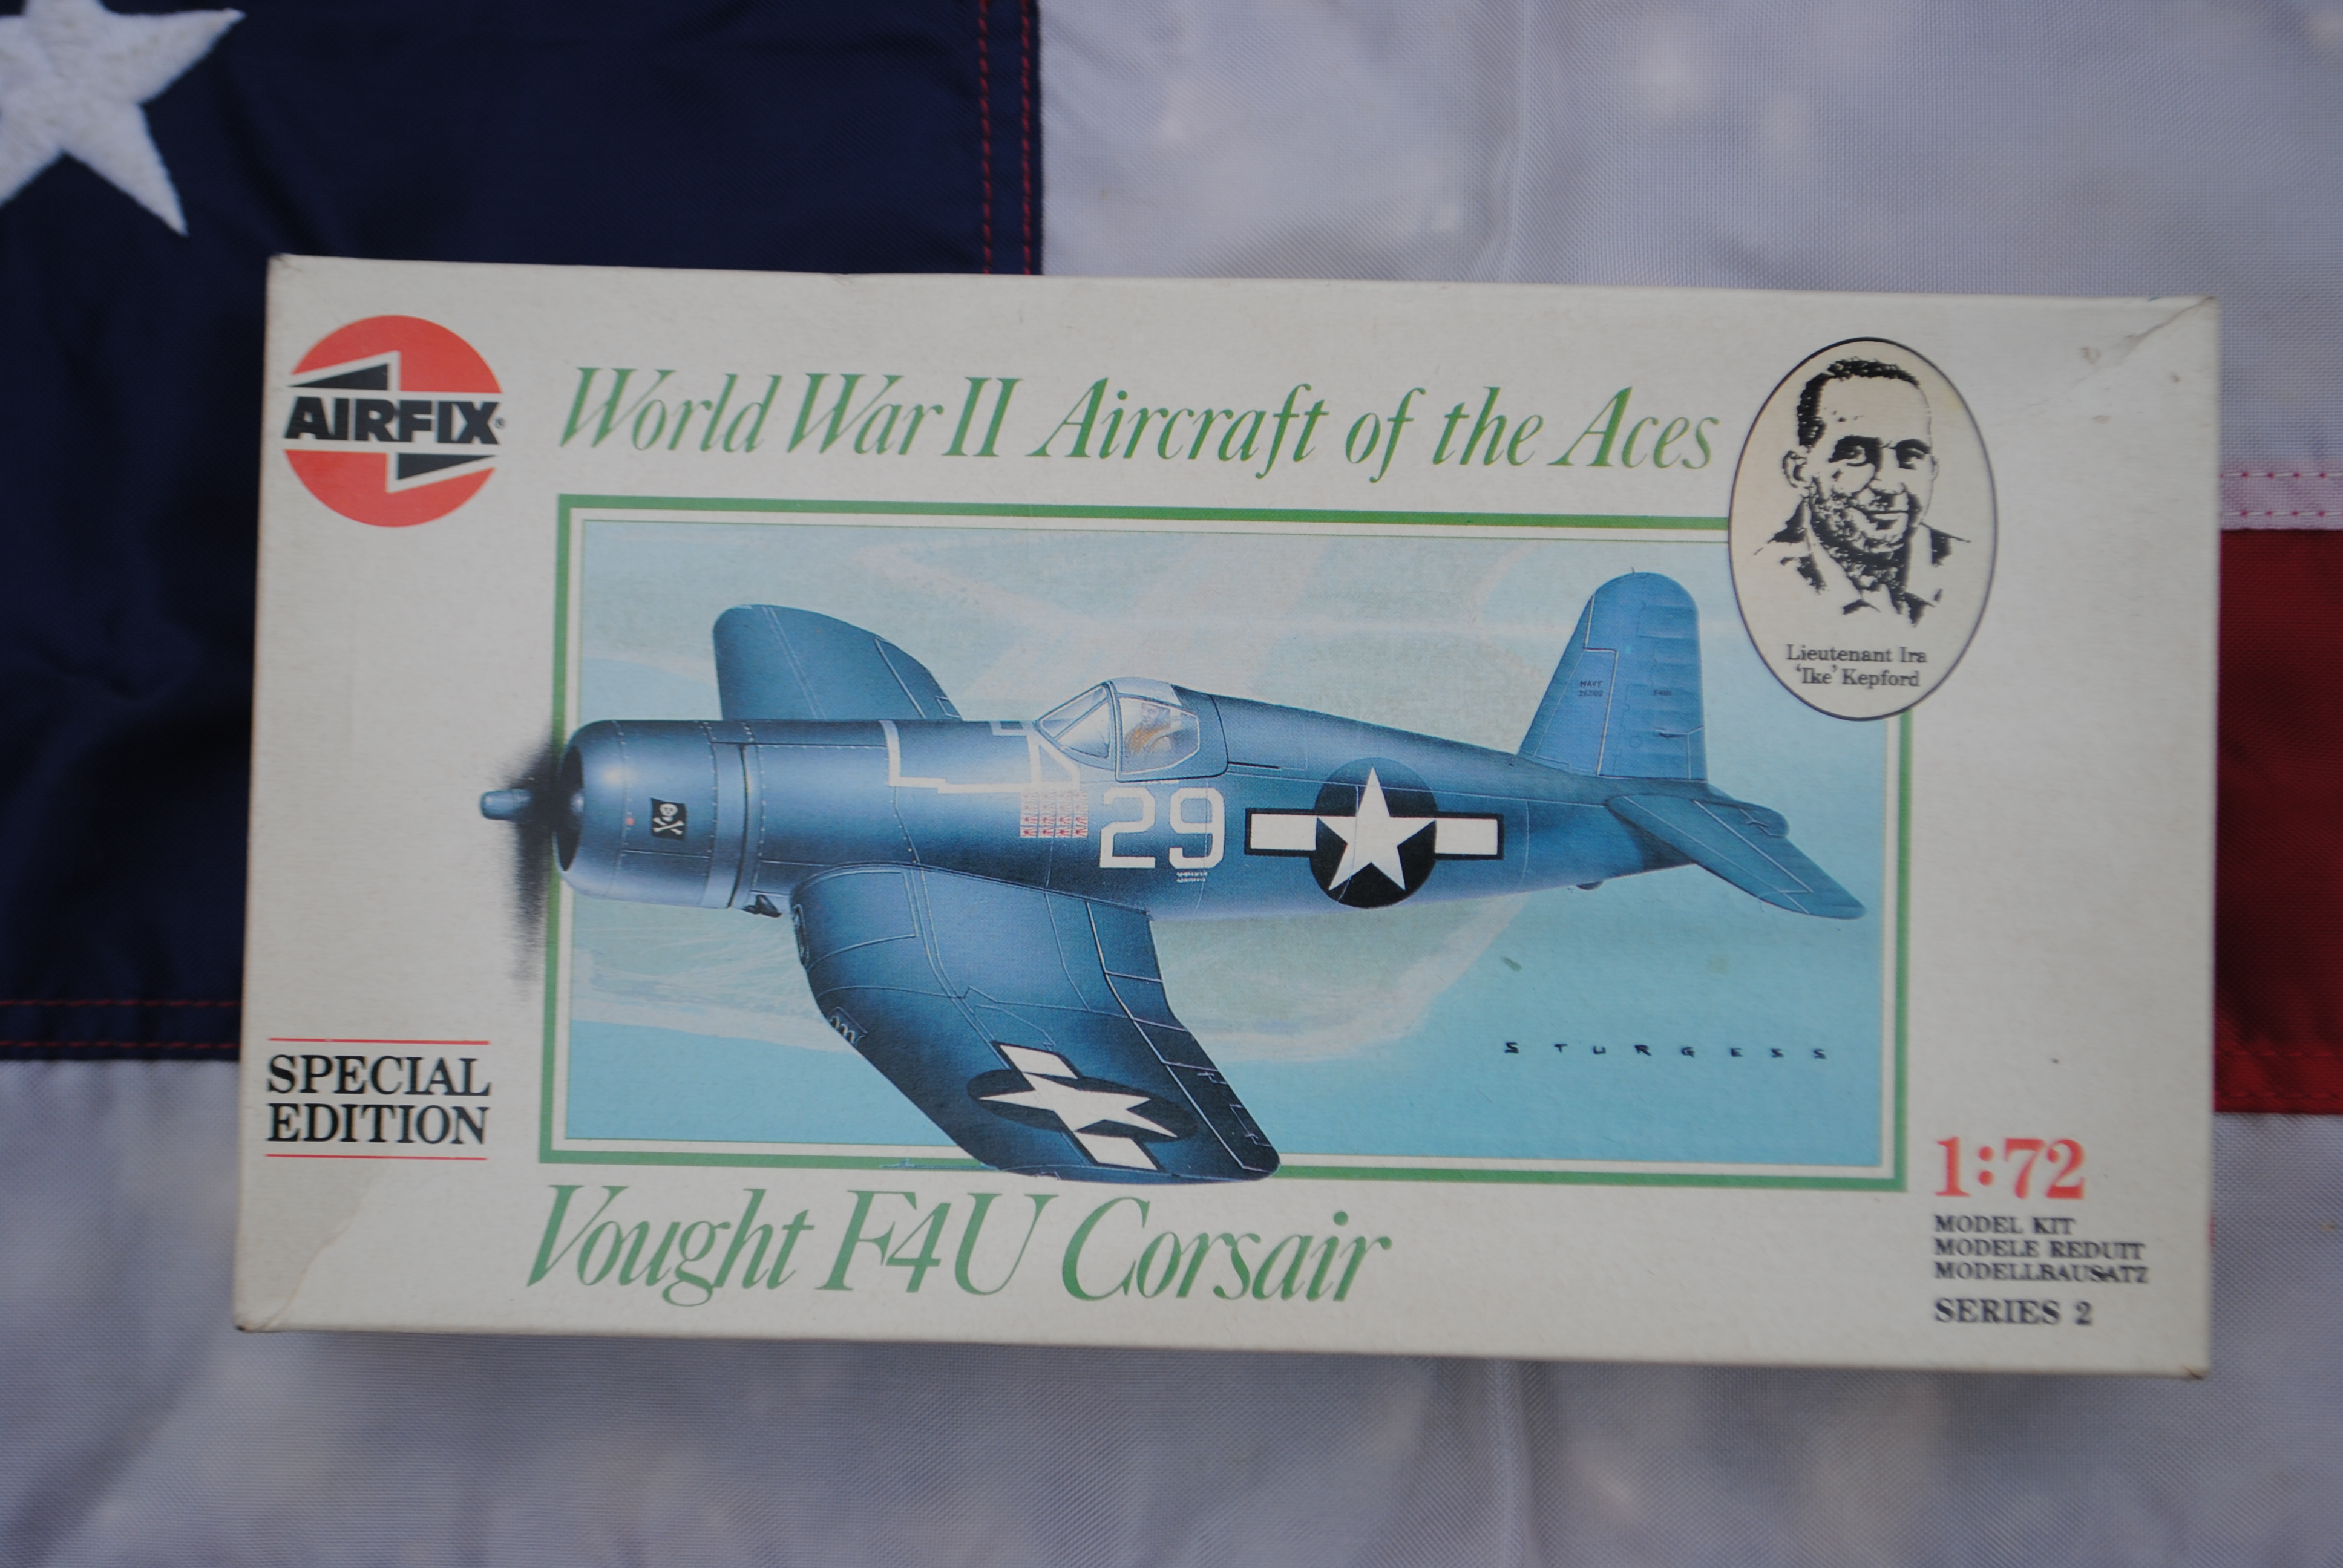 AIRFIX
World War II Aircraft of the Aces
Lieutenant Ira
'Ike' Kepford
NAVY
29
STURGESS
SPECIAL
EDITION
Vought F4U Corsair
1:72
MODEL KIT
MODELE REDUIT
MODELLBAUSATZ
SERIES 2